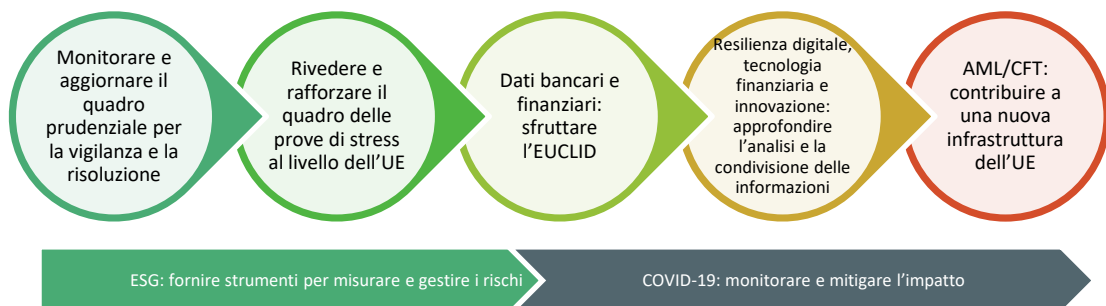 Monitorare e
aggiornare il
quadro
prudenziale per
la vigilanza e la
risoluzione
Rivedere e
rafforzare il
quadro delle
prove di stress
al livello dell'UE
Dati bancari e
finanziari:
sfruttare
l'EUCLID
Resilienza digitale,
tecnologia
finanziaria e
innovazione:
approfondire
l'analisi e la
condivisione delle
informazioni
AML/CFT:
contribuire a
una nuova
infrastruttura
dell'UE
ESG: fornire strumenti per misurare e gestire i rischi
COVID-19: monitorare e mitigare l'impatto